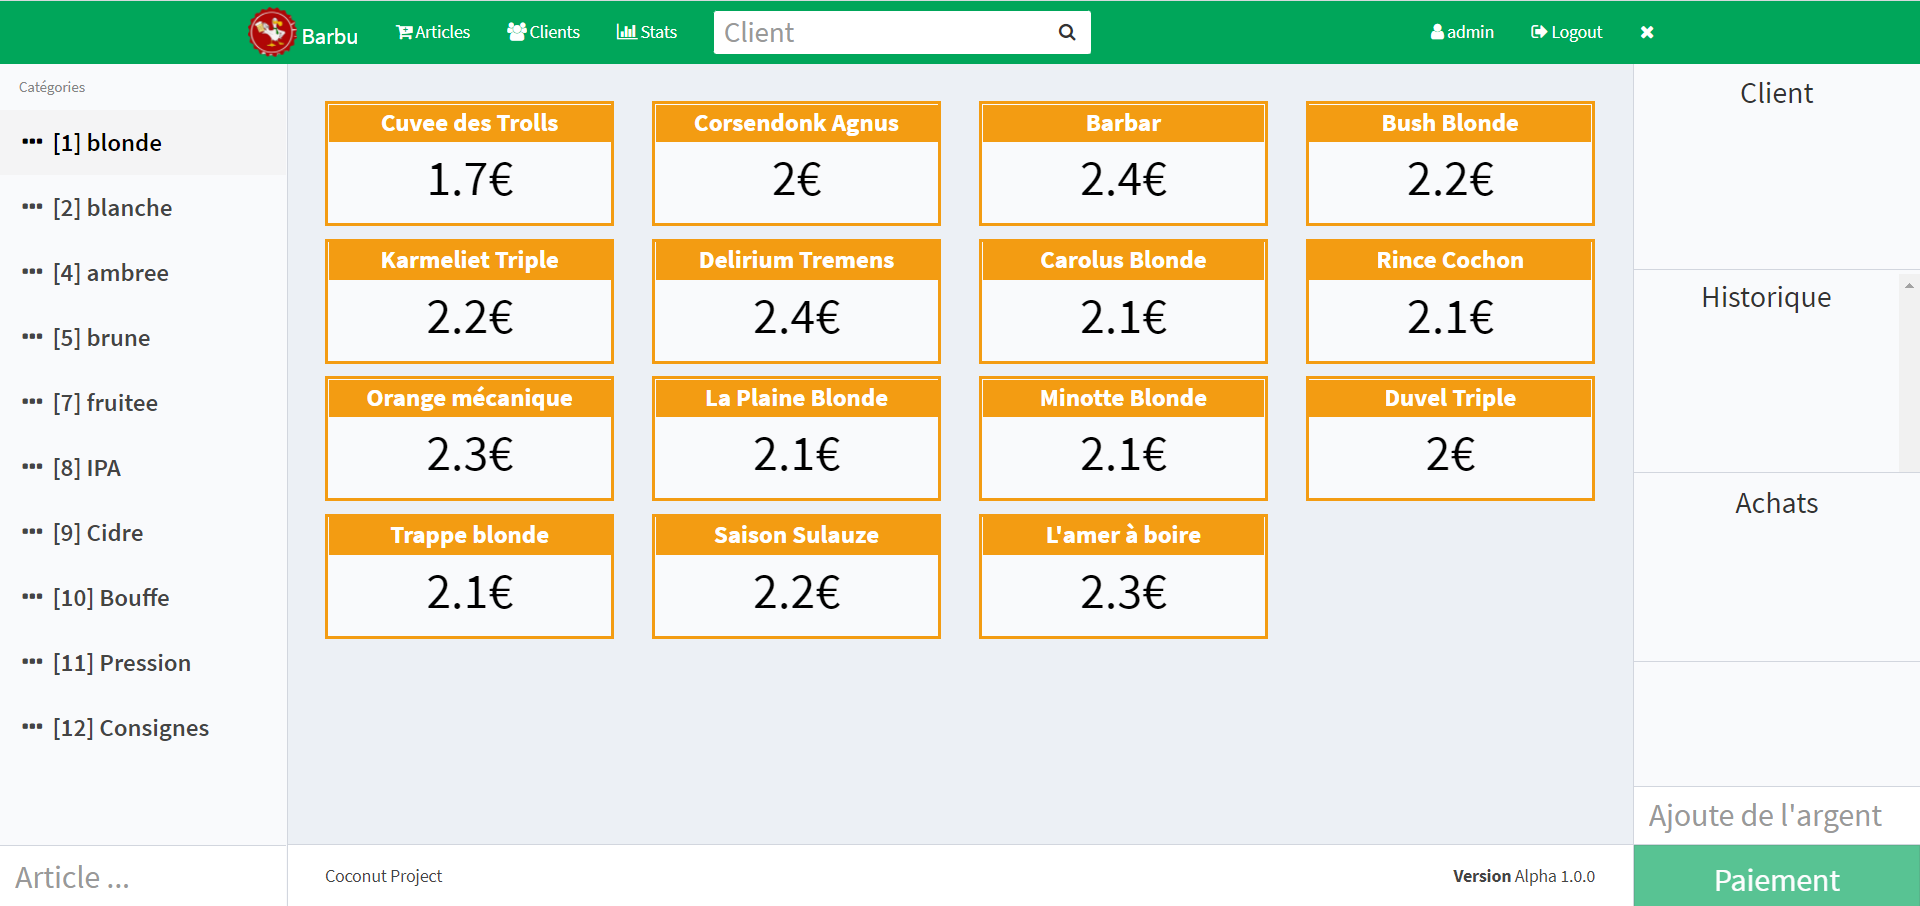 Barbu
Articles
Clients
Stats
Client
admin
Logout
Catégories
[1] blonde
[2] blanche
[4] ambree
[5] brune
[7] fruitee
[8] IPA
[9] Cidre
[10] Bouffe
[11] Pression
[12] Consignes
Article ...
Cuvee des Trolls
1.7€
Corsendonk Agnus
2€
Barbar
2.4€
Bush Blonde
2.2€
Karmeliet Triple
2.2€
Delirium Tremens
2.4€
Carolus Blonde
2.1€
Rince Cochon
2.1€
Orange mécanique
2.3€
La Plaine Blonde
2.1€
Minotte Blonde
2.1€
Duvel Triple
2€
Trappe blonde
2.1€
Saison Sulauze
2.2€
L'amer à boire
2.3€
Coconut Project
Version Alpha 1.0.0
Client
Historique
Achats
Ajoute de l'argent
Paiement